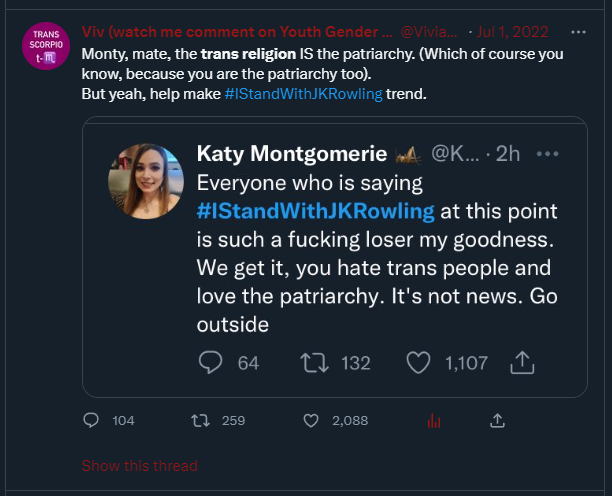 TRANS
SCORPIO
t-♏
Viv (watch me comment on Youth Gender ... @Vivia... · Jul 1, 2022 ...
Monty, mate, the trans religion IS the patriarchy. (Which of course you
know, because you are the patriarchy too).
But yeah, help make #IStandWithJKRowling trend.
Katy Montgomerie @K... · 2h ...
Everyone who is saying
#IStandWithJKRowling at this point
is such a fucking loser my goodness.
We get it, you hate trans people and
love the patriarchy. It's not news. Go
outside
64 132 1,107
104 259 2,088
Show this thread